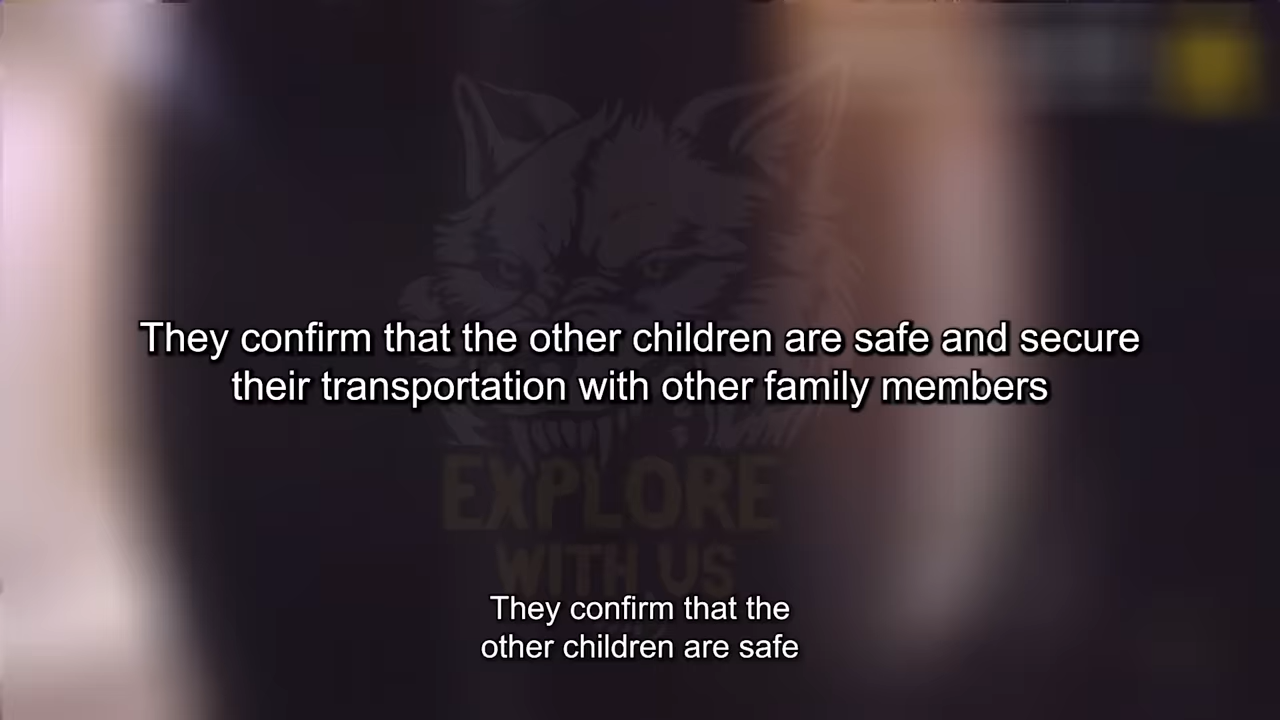 They confirm that the other children are safe and secure
their transportation with other family members
EXPLORE
WITH US
They confirm that the
other children are safe